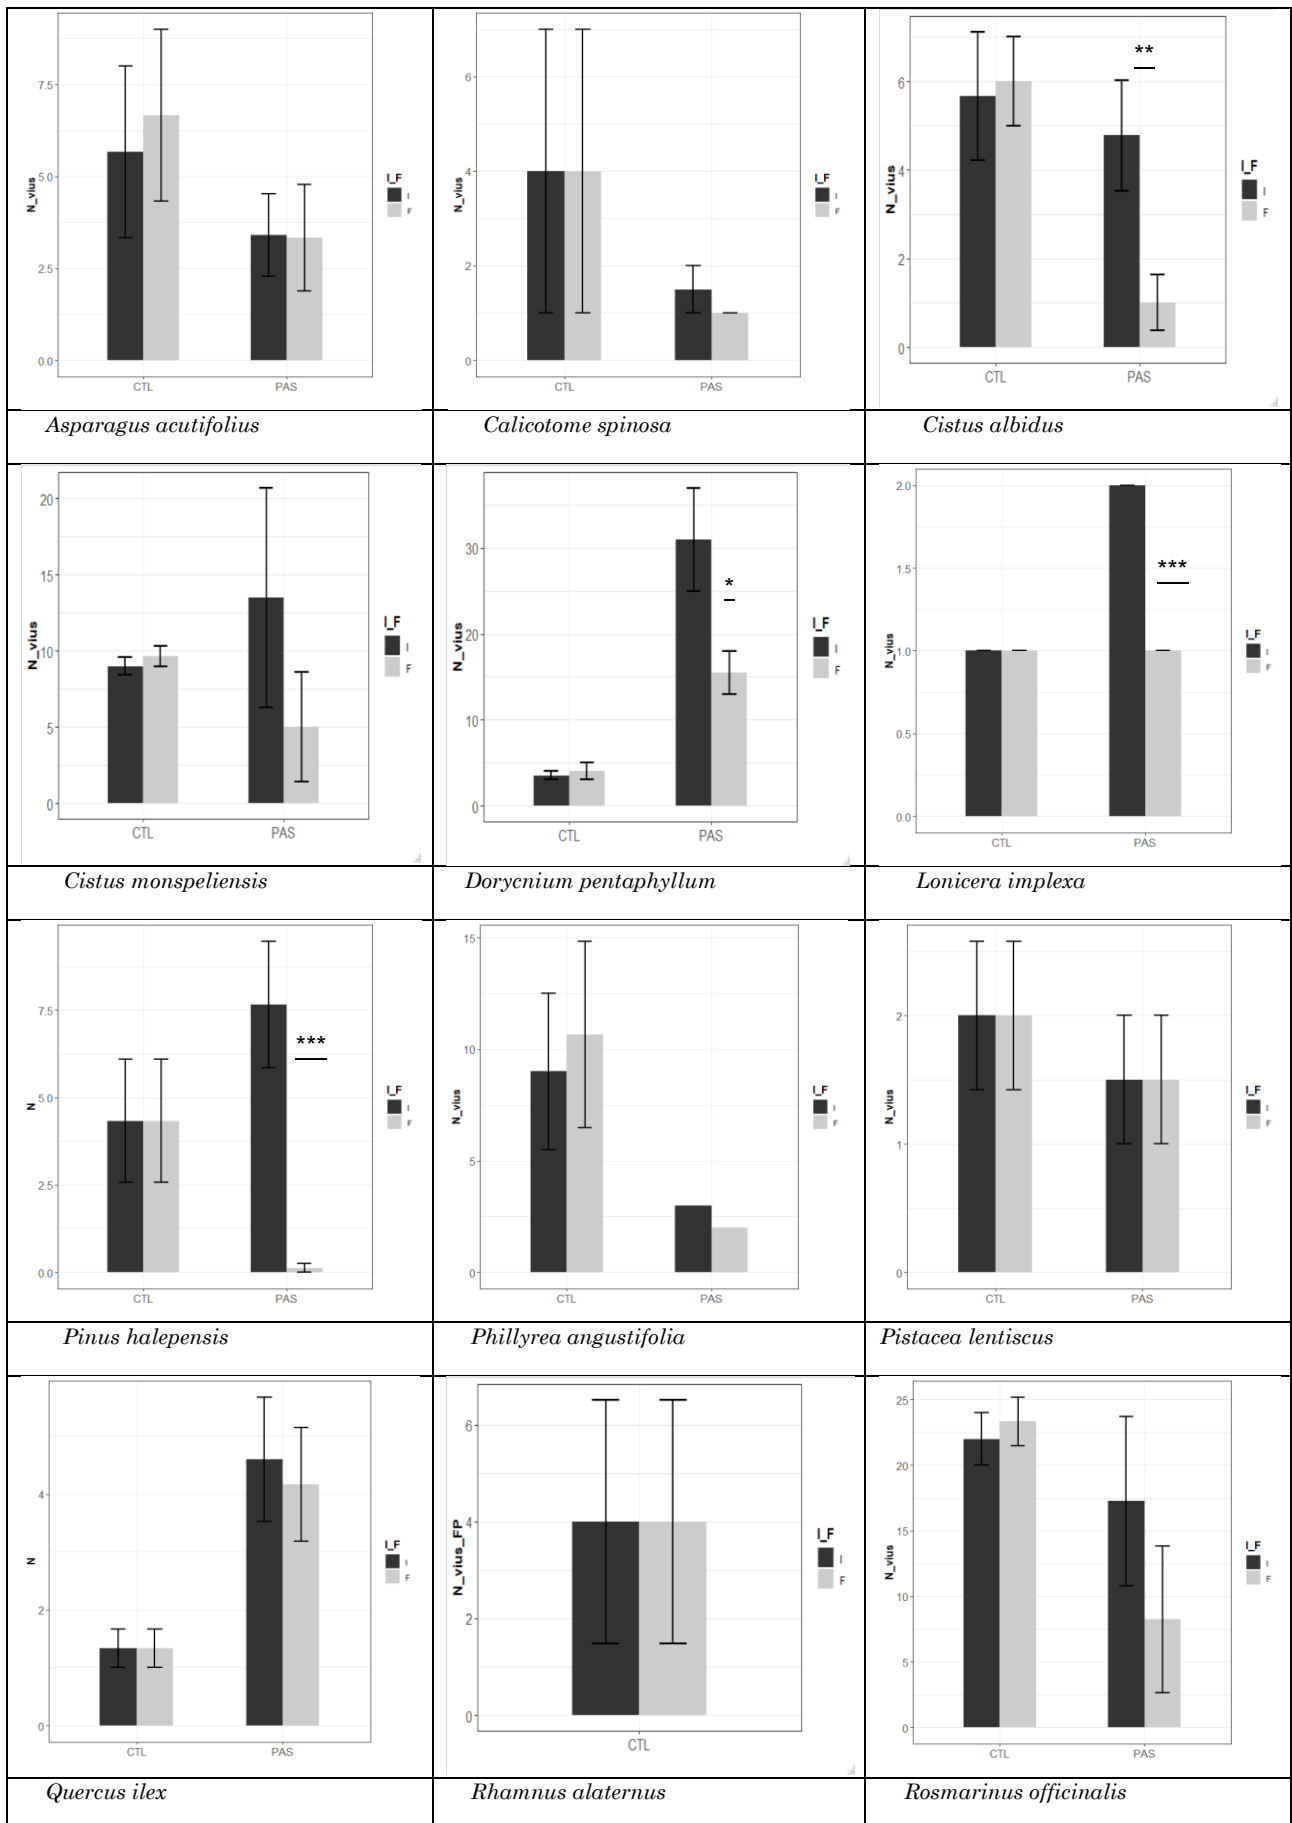 **
7.5
5.0
2.5
0.0
N_vius
CTL PAS
I_F
I
F
6
4
2
0
N_vius
CTL PAS
I_F
I
F
6
4
2
0
N_vius
CTL PAS
I_F
I
F
Asparagus acutifolius
Calicotome spinosa
Cistus albidus
20
15
10
5
0
N_vius
CTL PAS
I_F
I
F
*
30
20
10
0
N_vius
CTL PAS
I_F
I
F
***
2.0
1.5
1.0
0.5
0.0
N_vius
CTL PAS
I_F
I
F
Cistus monspeliensis
Dorycnium pentaphyllum
Lonicera implexa
***
7.5
5.0
2.5
0.0
N
CTL PAS
I_F
I
F
15
10
5
0
N_vius
CTL PAS
I_F
I
F
2
1
0
N_vius
CTL PAS
I_F
I
F
Pinus halepensis
Phillyrea angustifolia
Pistacea lentiscus
4
2
0
N
CTL PAS
I_F
I
F
6
4
2
0
N_vius_FP
CTL
I_F
I
F
25
20
15
10
5
0
N_vius
CTL PAS
I_F
I
F
Quercus ilex
Rhamnus alaternus
Rosmarinus officinalis